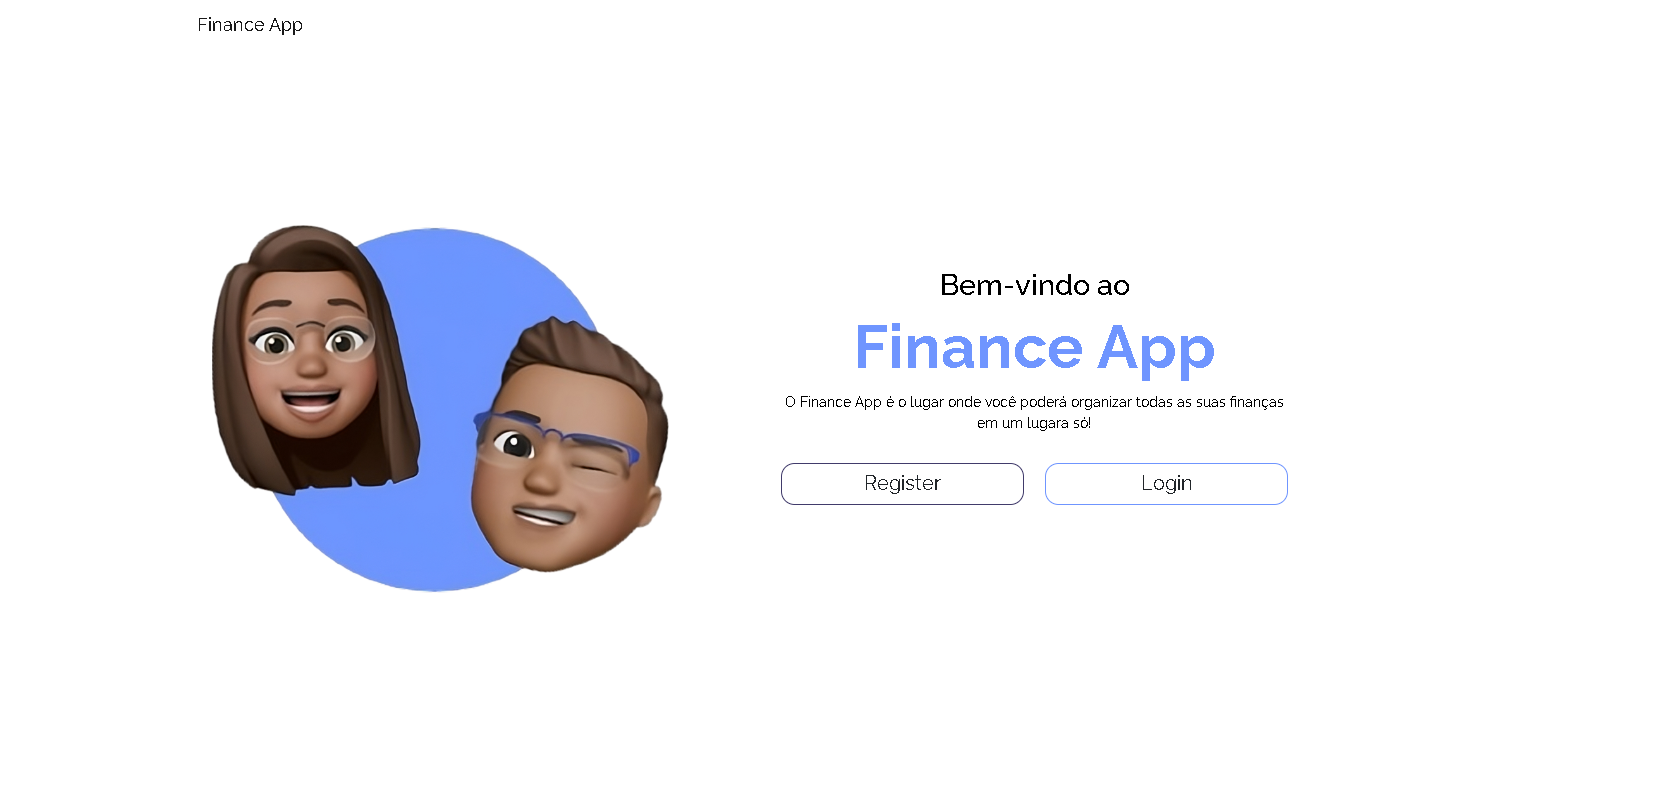 Finance App
Bem-vindo ao
Finance App
O Finance App é o lugar onde você poderá organizar todas as suas finanças
em um lugara só!
Register
Login